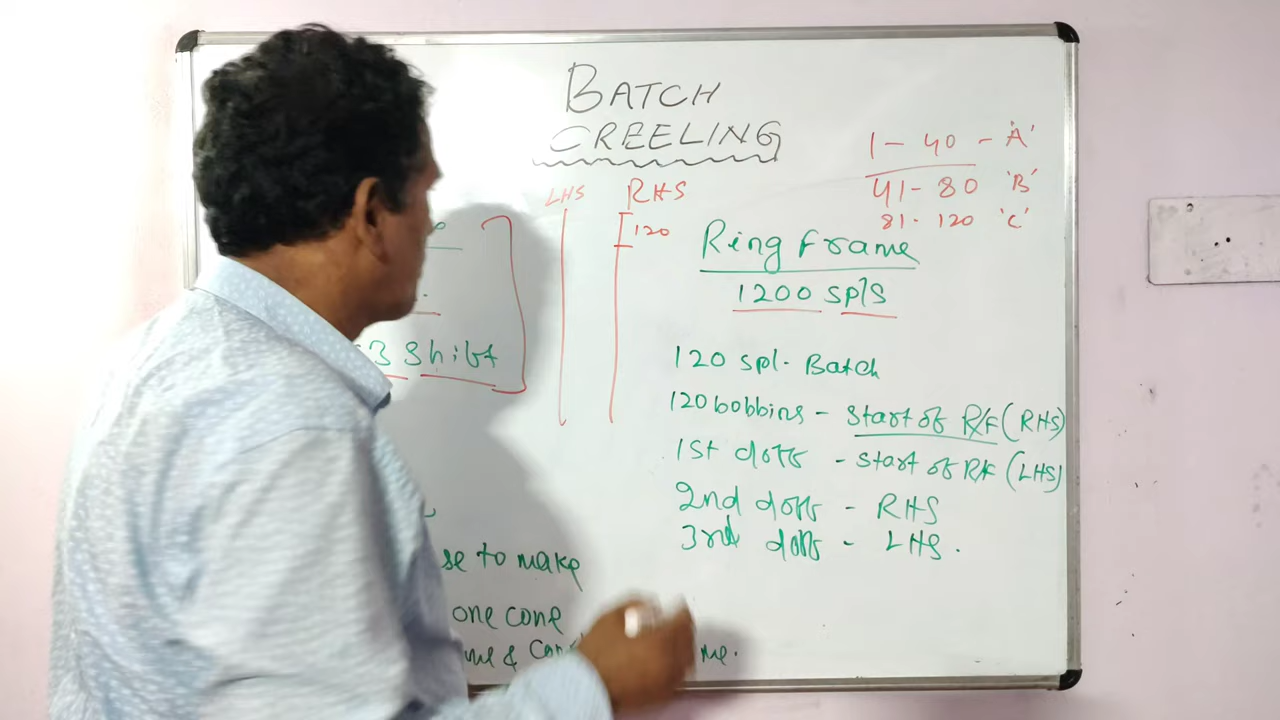 BATCH
CREELING
1 - 40 - 'A'
41 - 80 'B'
81 - 120 'C'
LHS RHS
120
Ring Frame
1200 Spls
3 Shift
120 Spl. Batch
120 bobbins - Start of R/F (RHS)
1st doff - Start of R/F (LHS)
2nd doff - RHS
3rd doff - LHS.
se to make
one cone
me &
me.